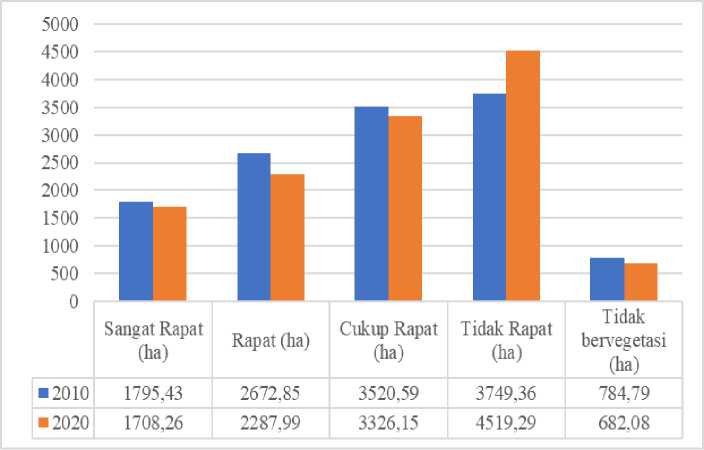 5000
4500
4000
3500
3000
2500
2000
1500
1000
500
0
Sangat Rapat (ha)
Rapat (ha)
Cukup Rapat (ha)
Tidak Rapat (ha)
Tidak bervegetasi (ha)
2010 1795,43 2672,85 3520,59 3749,36 784,79
2020 1708,26 2287,99 3326,15 4519,29 682,08